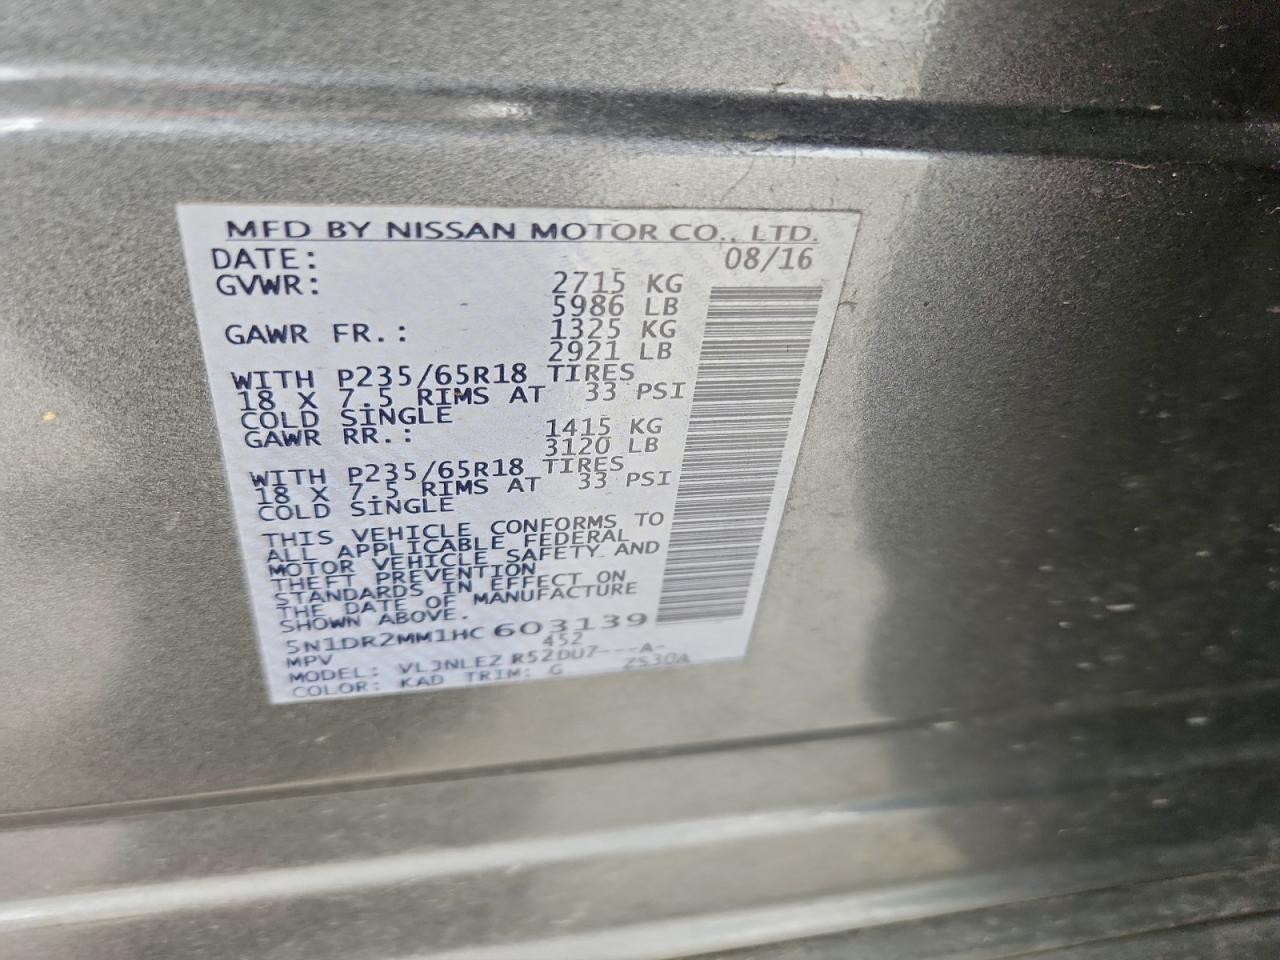 MFD BY NISSAN MOTOR CO., LTD.
DATE: 08/16
GVWR: 2715 KG
5986 LB
GAWR FR.: 1325 KG
2921 LB
WITH P235/65R18 TIRES
18 X 7.5 RIMS AT 33 PSI
COLD SINGLE
GAWR RR.: 1415 KG
3120 LB
WITH P235/65R18 TIRES
18 X 7.5 RIMS AT 33 PSI
COLD SINGLE
THIS VEHICLE CONFORMS TO
ALL APPLICABLE FEDERAL
MOTOR VEHICLE SAFETY AND
THEFT PREVENTION
STANDARDS IN EFFECT ON
THE DATE OF MANUFACTURE
SHOWN ABOVE.
5N1DR2MM1HC603139
MPV 452
MODEL: VLJNLEZ R52DU7---A-
COLOR: KAD TRIM: G ZS30A